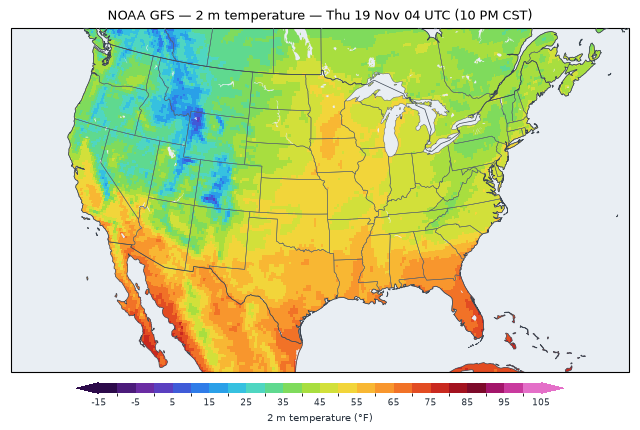 NOAA GFS — 2 m temperature — Thu 19 Nov 04 UTC (10 PM CST)
-15 -5 5 15 25 35 45 55 65 75 85 95 105
2 m temperature (°F)